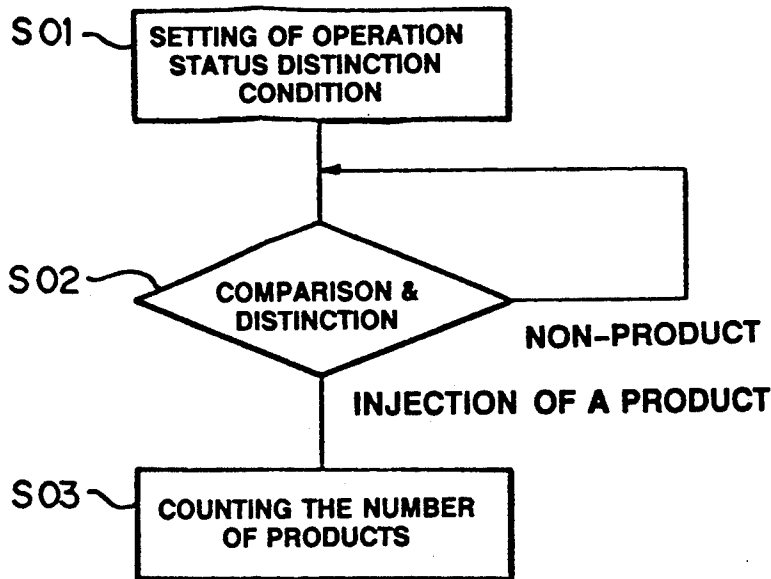 S01
SETTING OF OPERATION
STATUS DISTINCTION
CONDITION
S02
COMPARISON &
DISTINCTION
NON-PRODUCT
INJECTION OF A PRODUCT
S03
COUNTING THE NUMBER
OF PRODUCTS